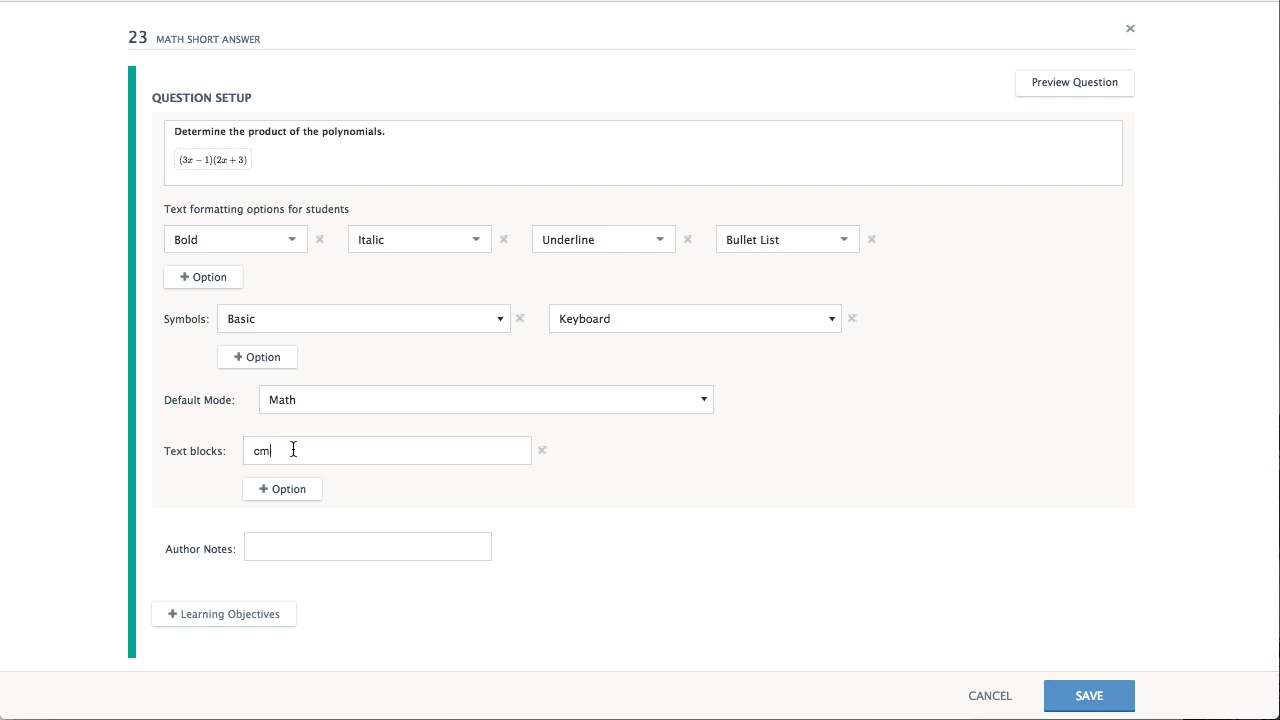 23 MATH SHORT ANSWER
Preview Question
QUESTION SETUP
Determine the product of the polynomials.
(3x − 1)(2x + 3)
Text formatting options for students
Bold Italic Underline Bullet List
+ Option
Symbols: Basic Keyboard
+ Option
Default Mode: Math
Text blocks: cm
+ Option
Author Notes:
+ Learning Objectives
CANCEL SAVE